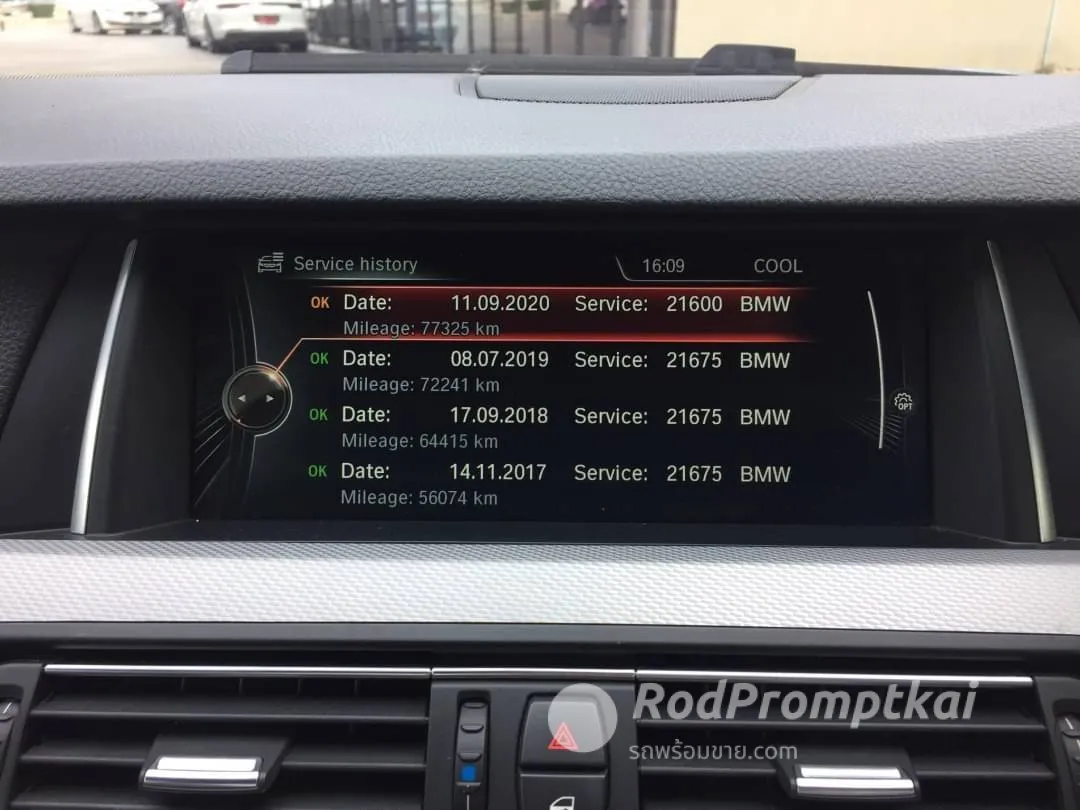 Service history 16:09 COOL
OK Date: 11.09.2020 Service: 21600 BMW
Mileage: 77325 km
OK Date: 08.07.2019 Service: 21675 BMW
Mileage: 72241 km
OPT
OK Date: 17.09.2018 Service: 21675 BMW
Mileage: 64415 km
OK Date: 14.11.2017 Service: 21675 BMW
Mileage: 56074 km
RodPromptkai
รถพร้อมขาย.com